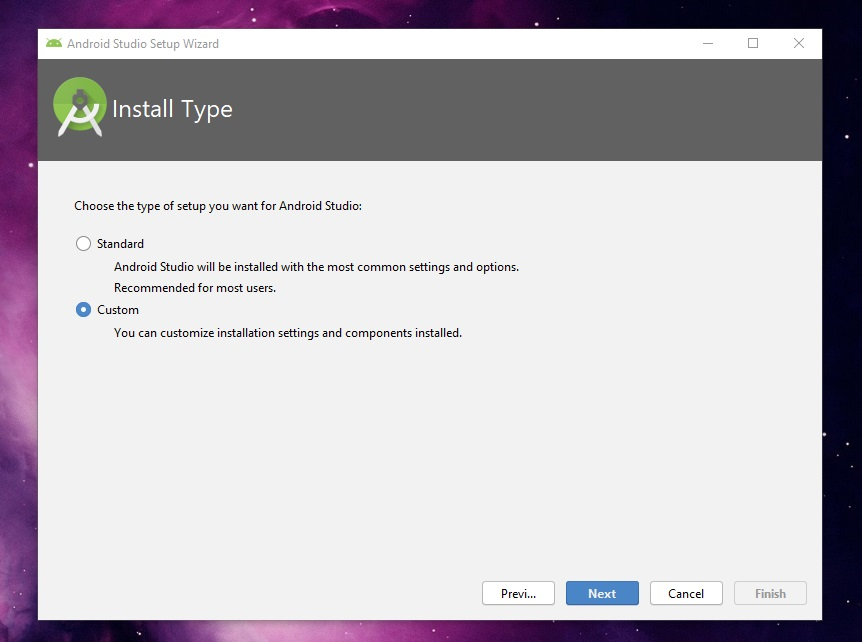 Android Studio Setup Wizard
Install Type
Choose the type of setup you want for Android Studio:
Standard
Android Studio will be installed with the most common settings and options.
Recommended for most users.
Custom
You can customize installation settings and components installed.
Previ... Next Cancel Finish